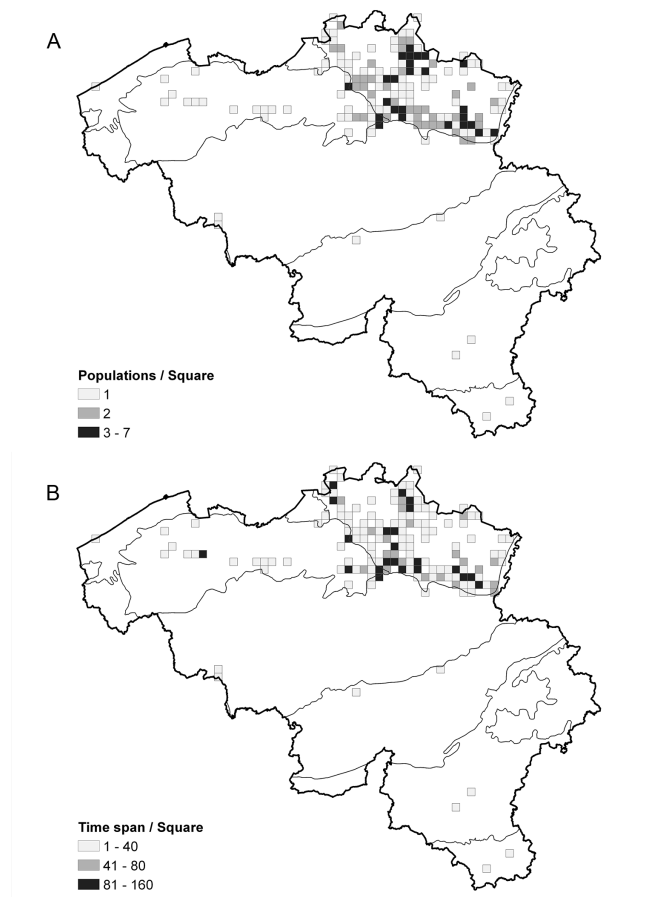 A
Populations / Square
1
2
3 - 7
B
Time span / Square
1 - 40
41 - 80
81 - 160